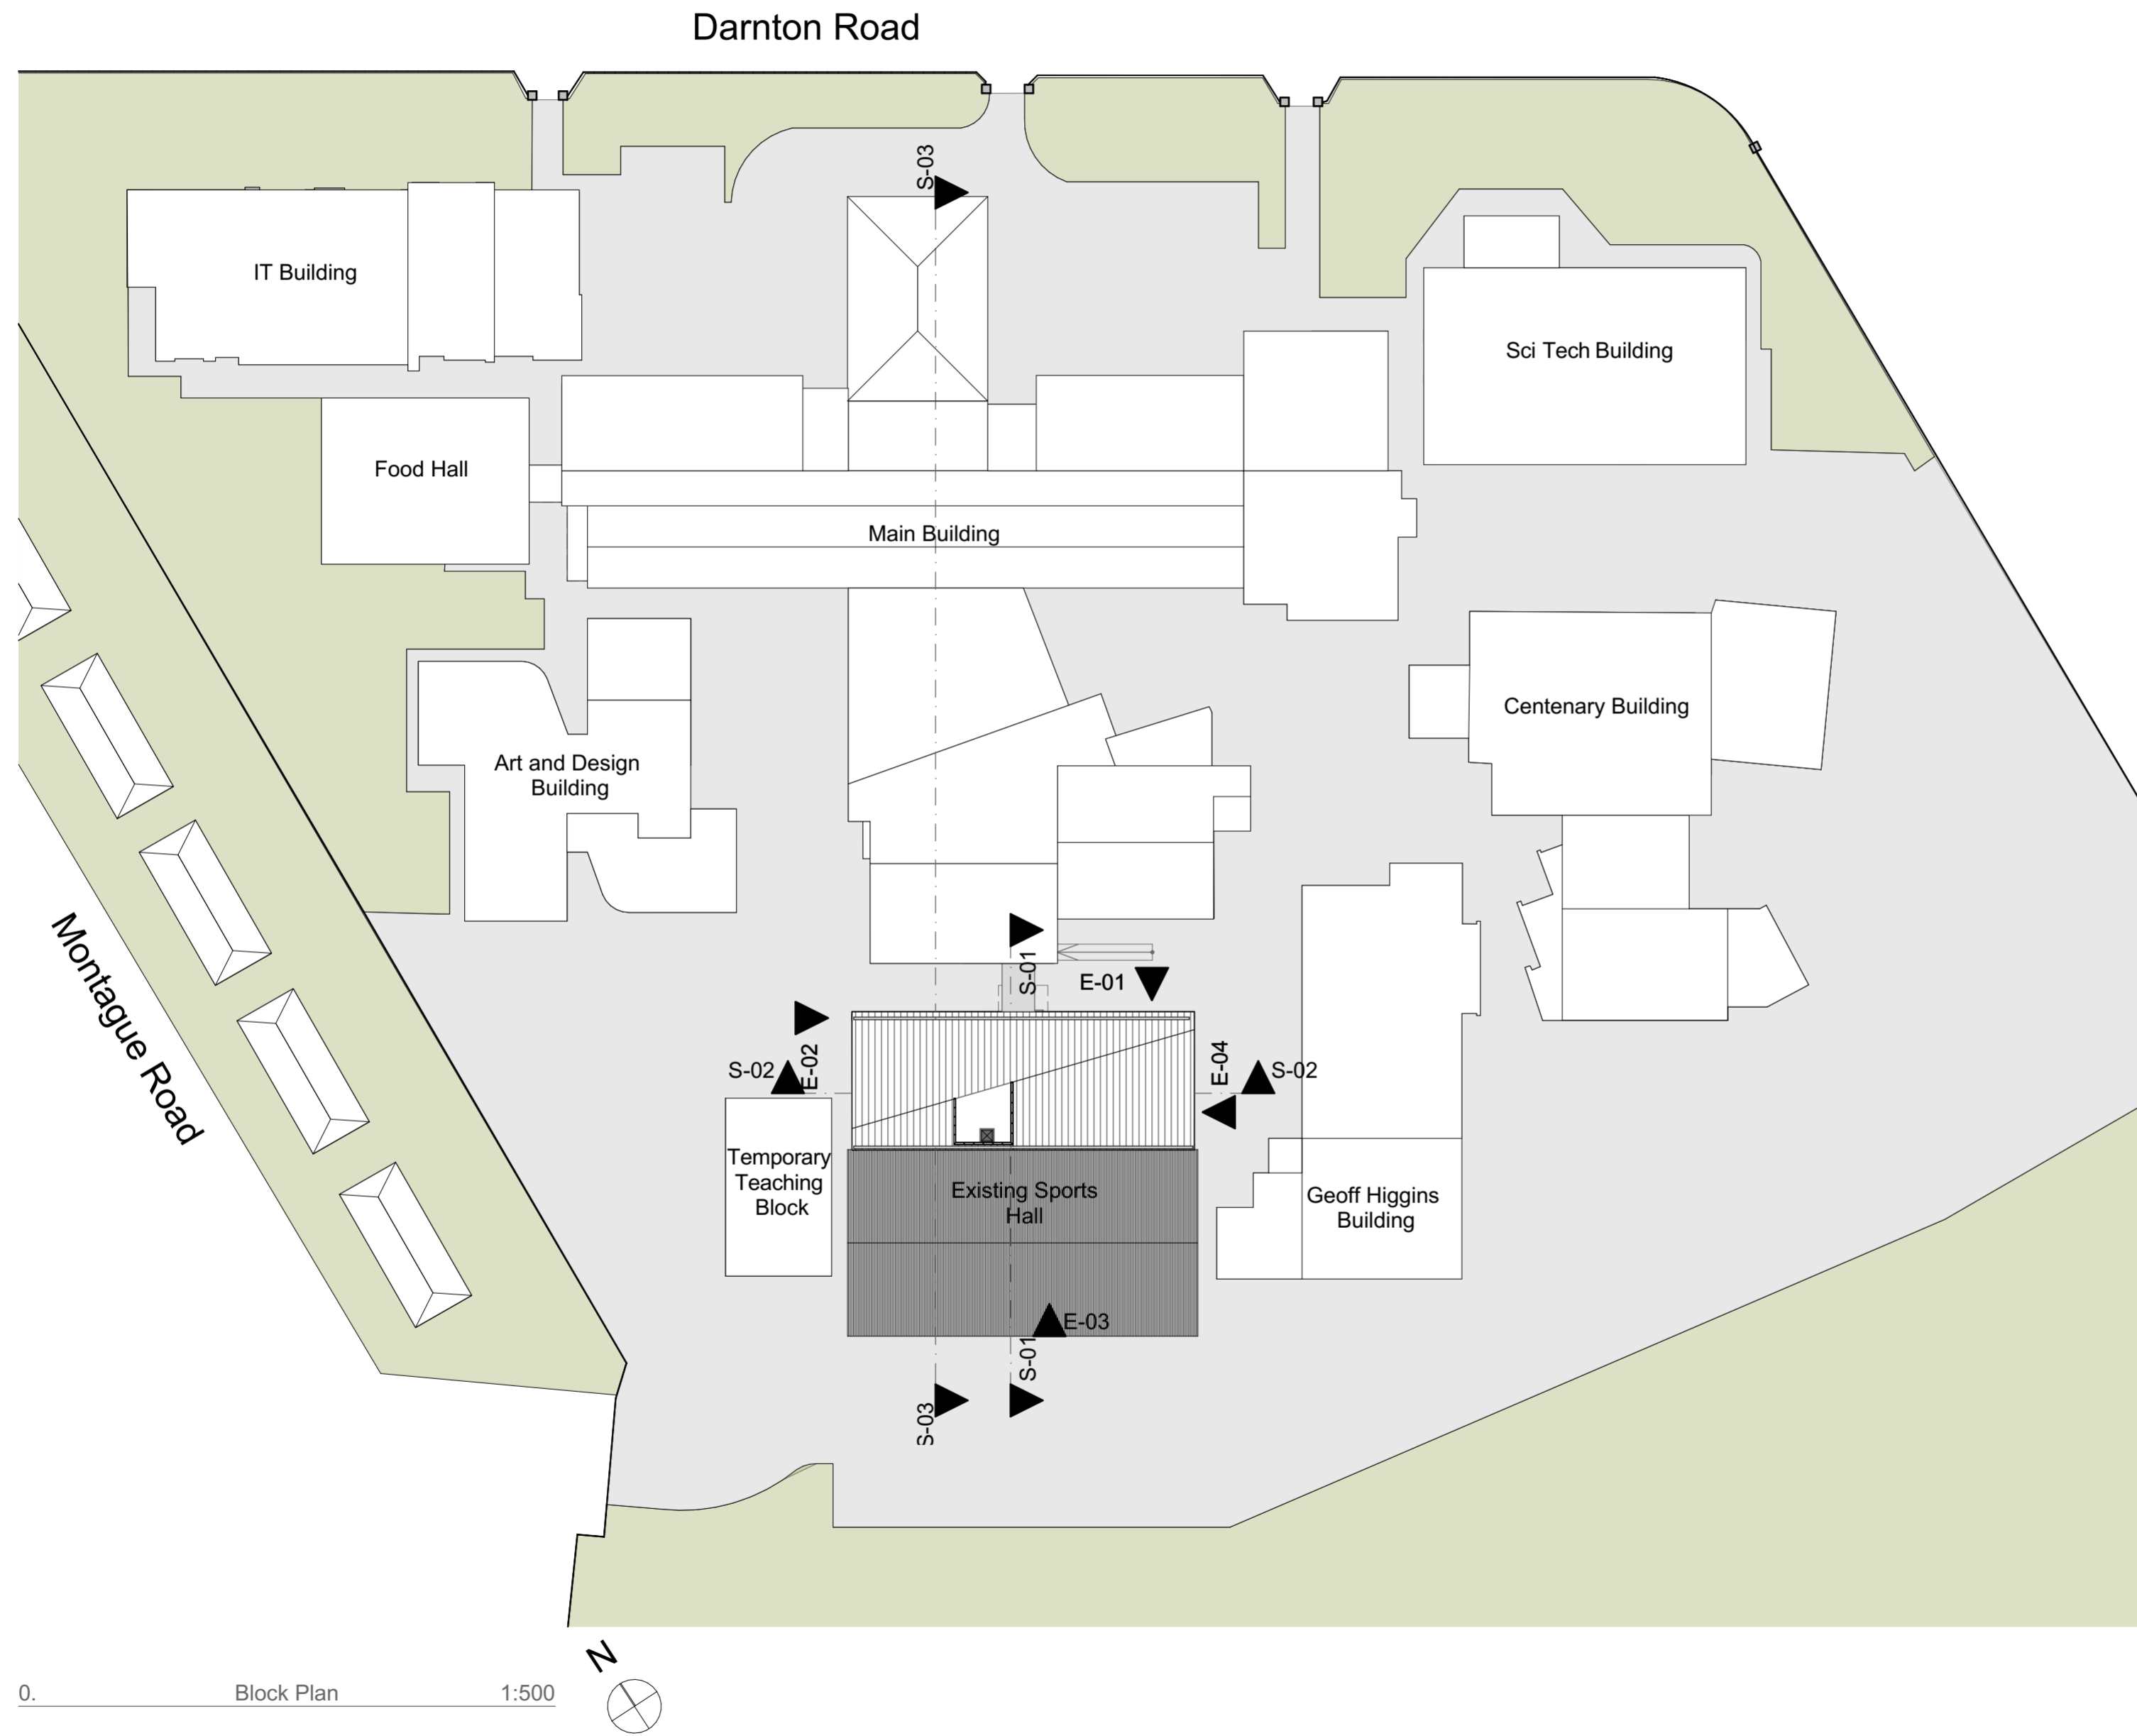 Darnton Road
S-03
IT Building
Sci Tech Building
Food Hall
Main Building
Centenary Building
Art and Design
Building
Montague Road
S-01
E-01
E-02
S-02
E-04
S-02
Temporary
Teaching
Block
Existing Sports
Hall
Geoff Higgins
Building
E-03
S-01
S-03
N
0. Block Plan 1:500